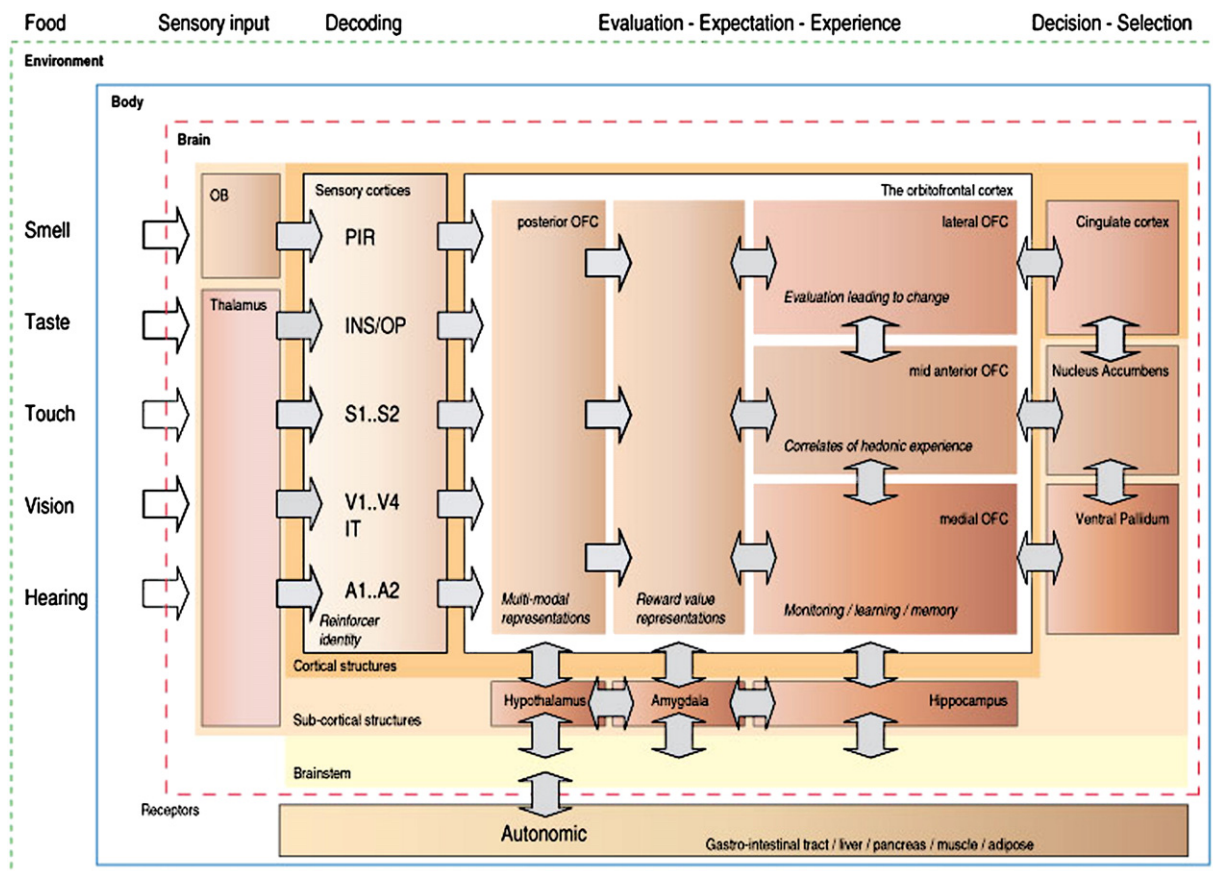 Food
Sensory input
Decoding
Evaluation - Expectation - Experience
Decision - Selection
Environment
Body
Brain
OB
Sensory cortices
The orbitofrontal cortex
Smell
PIR
posterior OFC
lateral OFC
Cingulate cortex
Thalamus
Evaluation leading to change
Taste
INS/OP
mid anterior OFC
Nucleus Accumbens
Touch
S1..S2
Correlates of hedonic experience
Vision
V1..V4
IT
medial OFC
Ventral Pallidum
Hearing
A1..A2
Reinforcer
identity
Multi-modal
representations
Reward value
representations
Monitoring / learning / memory
Cortical structures
Hypothalamus
Amygdala
Hippocampus
Sub-cortical structures
Brainstem
Receptors
Autonomic
Gastro-intestinal tract / liver / pancreas / muscle / adipose